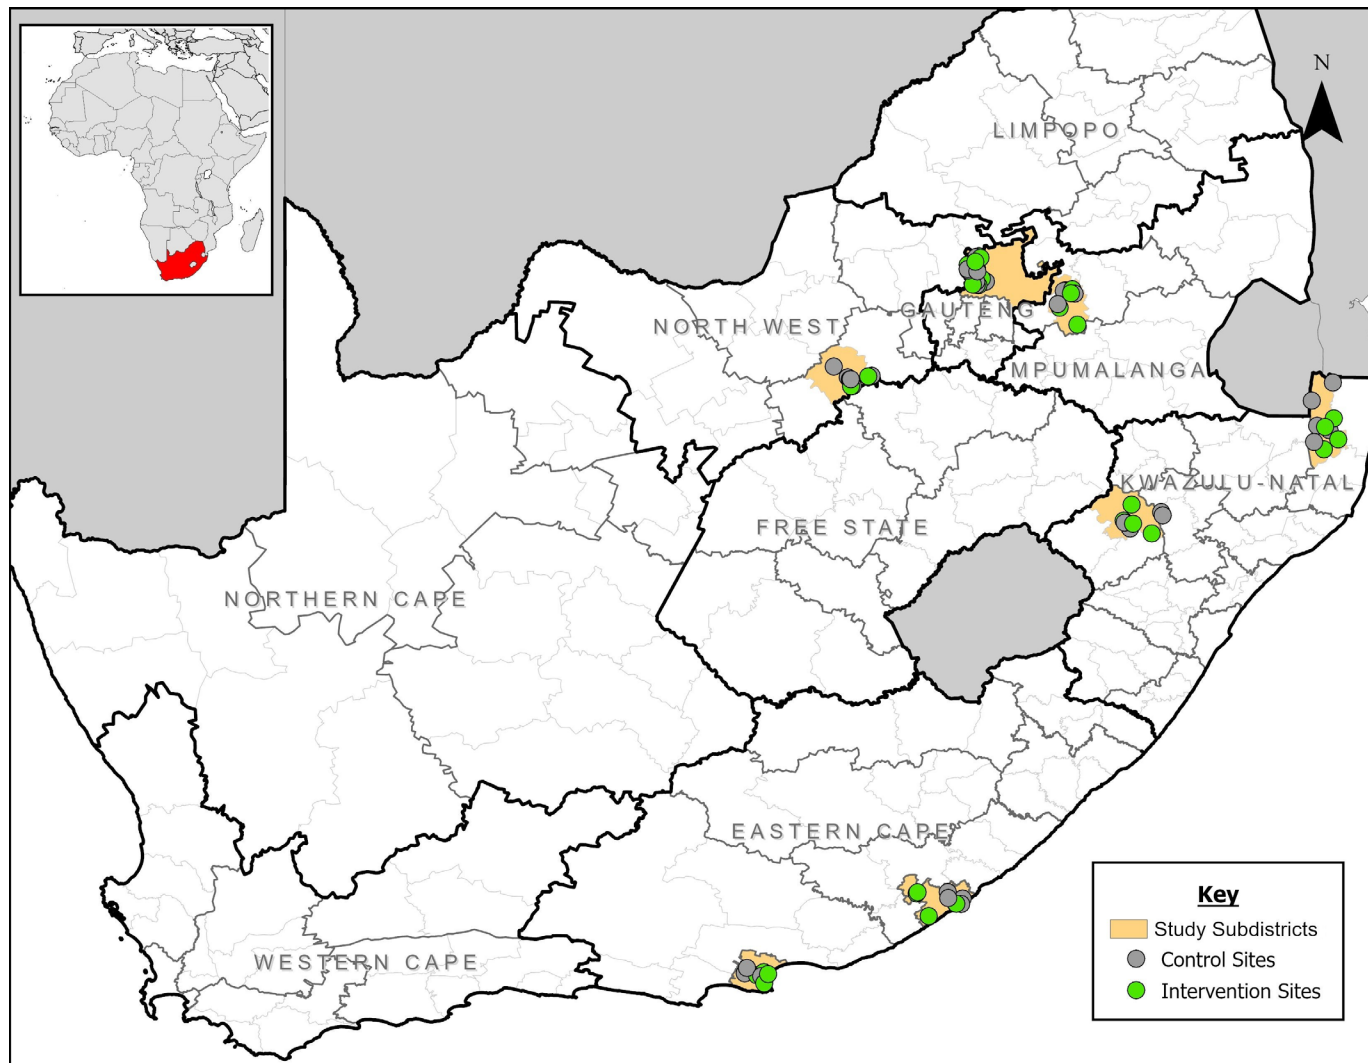 N
LIMPOPO
GAUTENG
NORTH WEST
MPUMALANGA
KWAZULU-NATAL
FREE STATE
NORTHERN CAPE
EASTERN CAPE
WESTERN CAPE
Key
Study Subdistricts
Control Sites
Intervention Sites